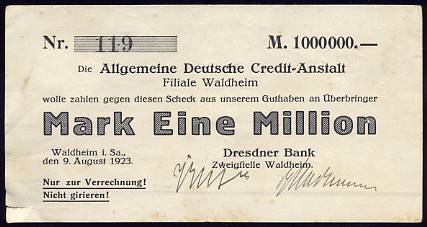 Nr. 119 M. 1000000.—
Die Allgemeine Deutsche Credit-Anstalt
Filiale Waldheim
wolle zahlen gegen diesen Scheck aus unserem Guthaben an Überbringer
Mark Eine Million
Waldheim i. Sa., Dresdner Bank
den 9. August 1923. Zweigstelle Waldheim.
Nur zur Verrechnung!
Nicht girieren!